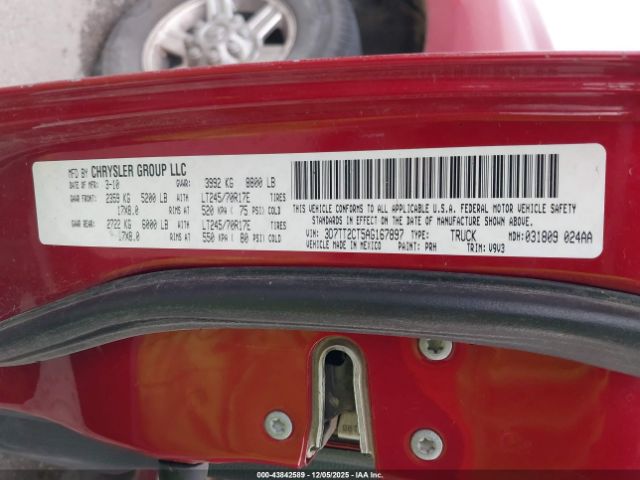 MFD BY CHRYSLER GROUP LLC
DATE OF MFR: 3-10 GVWR: 3992 KG 8800 LB
GAWR FRONT: 2359 KG 5200 LB LT245/70R17E TIRES
17X8.0 RIMS AT 520 KPA ( 75 PSI) COLD
GAWR REAR: 2722 KG 6000 LB LT245/70R17E TIRES
17X8.0 RIMS AT 550 KPA ( 80 PSI) COLD
THIS VEHICLE CONFORMS TO ALL APPLICABLE U.S.A. FEDERAL MOTOR VEHICLE SAFETY
STANDARDS IN EFFECT ON THE DATE OF MANUFACTURE SHOWN ABOVE.
VIN: 3D7TT2CT5AG167897 TYPE: TRUCK MDH: 031809 024AA
VEHICLE MADE IN MEXICO PAINT: PRH TRIM: V9V3
000-43842589 - 12/05/2025 - IAAI.COM